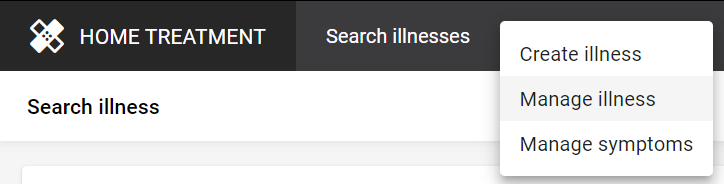 HOME TREATMENT
Search illnesses
Create illness
Manage illness
Manage symptoms
Search illness